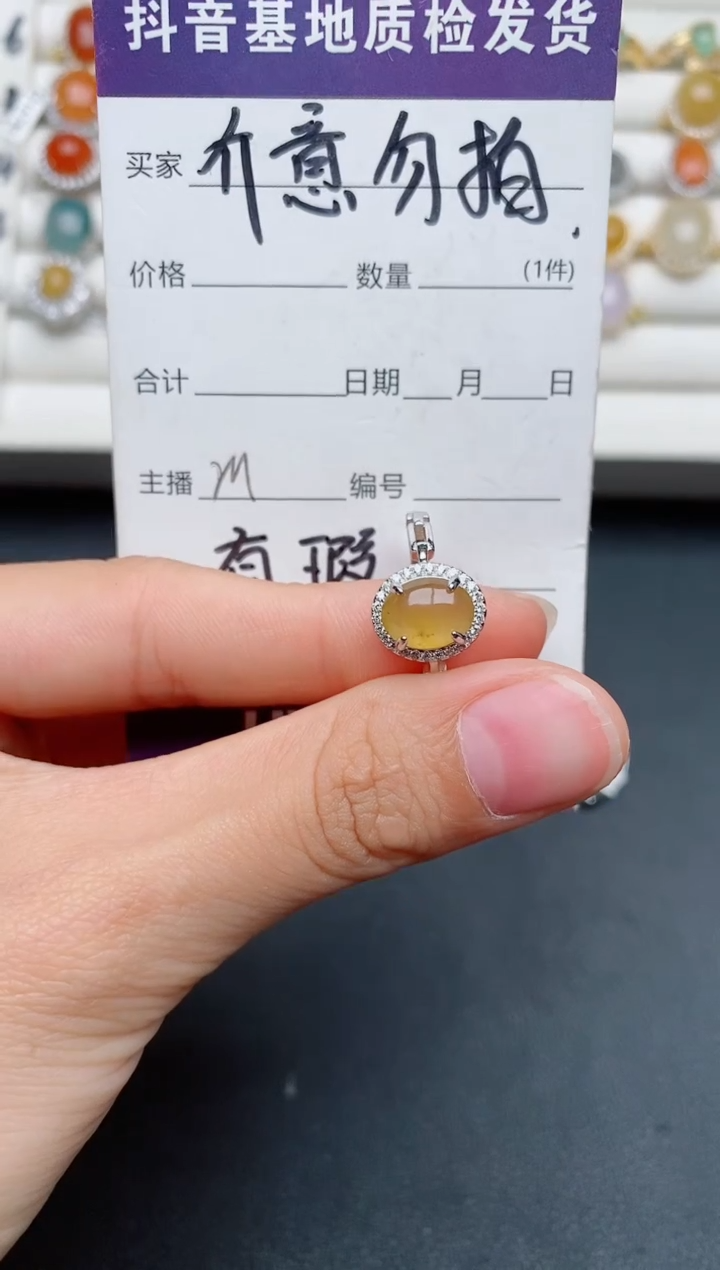 抖音基地质检发货
买家 介意勿拍.
价格 数量 (1件)
合计 日期 月 日
主播 M 编号
有瑕